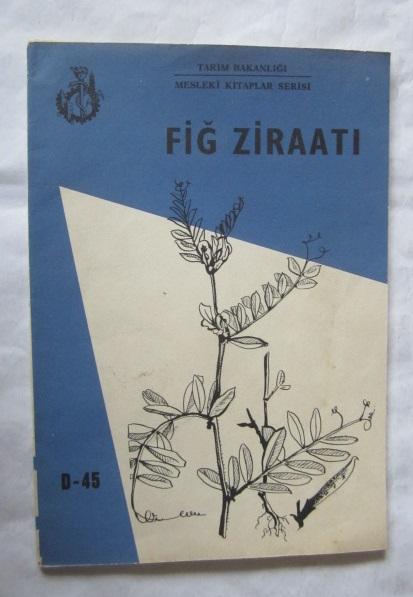 TARIM BAKANLIĞI
MESLEKİ KİTAPLAR SERİSİ
FİĞ ZİRAATI
D-45